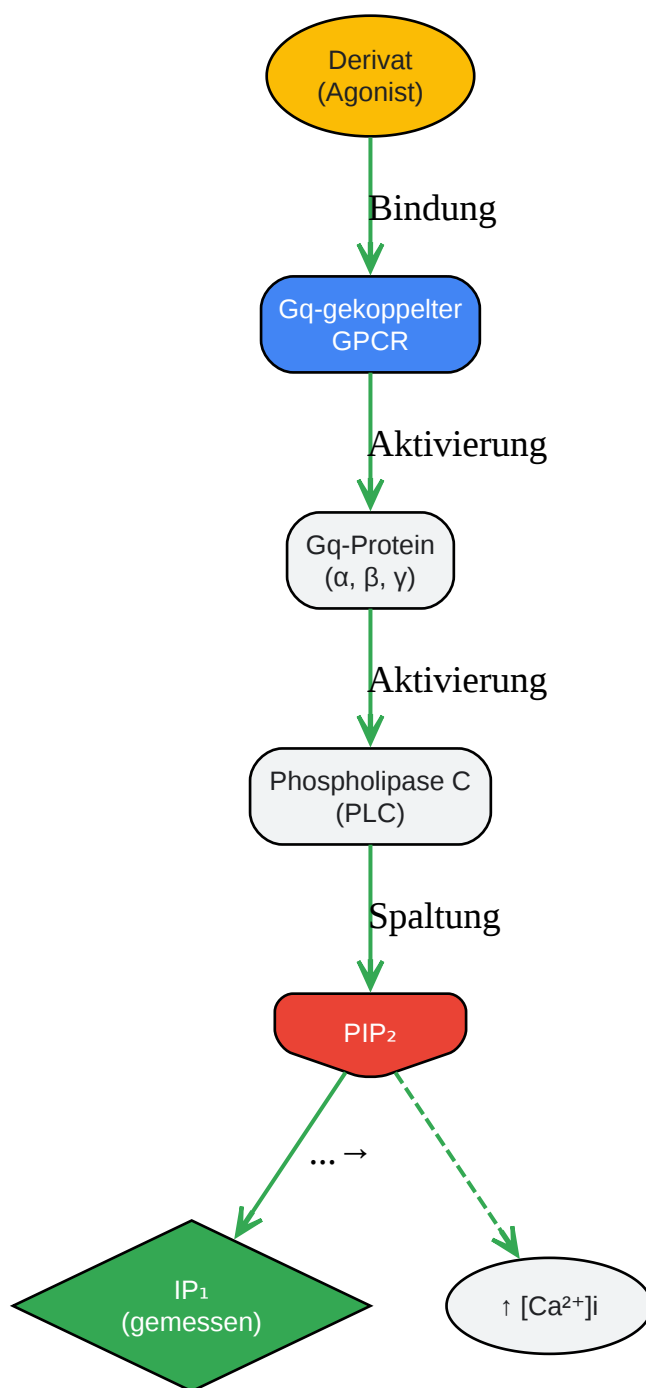 Derivat
(Agonist)
Bindung
Gq-gekoppelter
GPCR
Aktivierung
Gq-Protein
(α, β, γ)
Aktivierung
Phospholipase C
(PLC)
Spaltung
PIP₂
...→
IP₁
(gemessen)
↑ [Ca²⁺]i